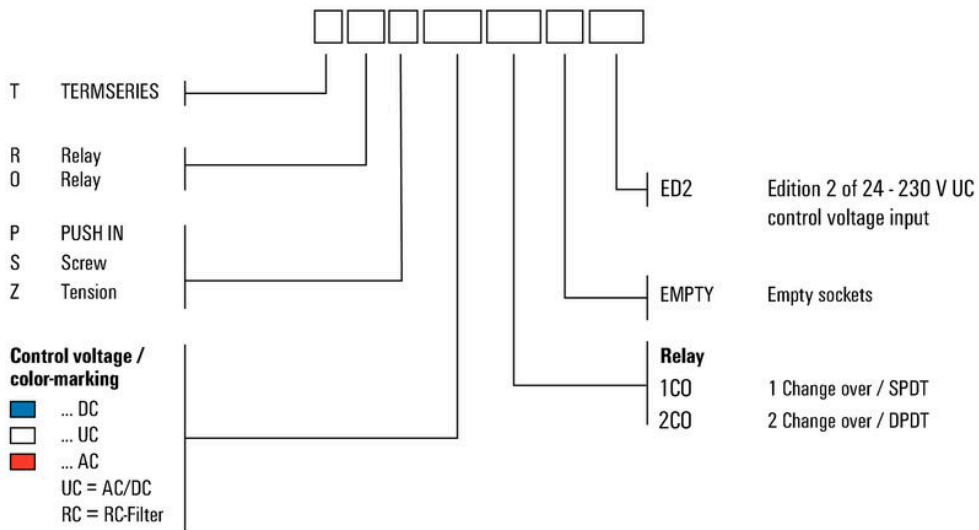 T TERMSERIES
R Relay
O Relay
P PUSH IN
S Screw
Z Tension
Control voltage /
color-marking
... DC
... UC
... AC
UC = AC/DC
RC = RC-Filter
ED2 Edition 2 of 24 - 230 V UC
control voltage input
EMPTY Empty sockets
Relay
1CO 1 Change over / SPDT
2CO 2 Change over / DPDT